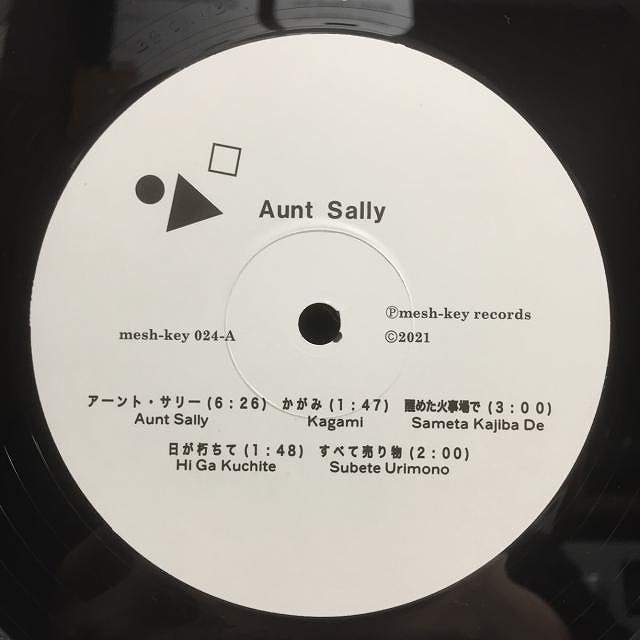 Aunt Sally
℗mesh-key records
mesh-key 024-A
©2021
アーント・サリー (6:26) かがみ (1:47) 醒めた火事場で (3:00)
Aunt Sally Kagami Sameta Kajiba De
日が朽ちて (1:48) すべて売り物 (2:00)
Hi Ga Kuchite Subete Urimono